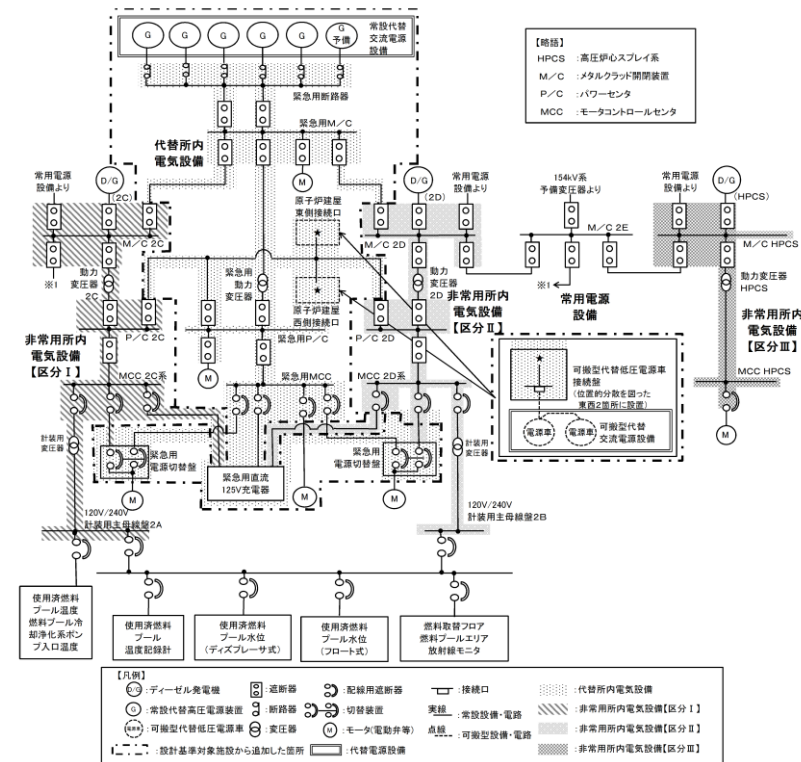 G
G
G
G
G
G
予備
常設代替
交流電源
設備
緊急用断路器
緊急用M/C
代替所内
電気設備
【略語】
HPCS :高圧炉心スプレイ系
M/C :メタルクラッド開閉装置
P/C :パワーセンタ
MCC :モータコントロールセンタ
常用電源
設備より
D/G
(2C)
M
原子炉建屋
東側接続口
★
D/G
(2D)
常用電源
設備より
154kV系
予備変圧器より
常用電源
設備より
D/G
(HPCS)
M/C 2C
M/C 2D
M/C 2E
M/C HPCS
※1
動力
変圧器
2C
緊急用
動力
変圧器
★
原子炉建屋
西側接続口
動力
変圧器
2D
非常用所内
電気設備
【区分Ⅱ】
※1
常用電源
設備
動力変圧器
HPCS
非常用所内
電気設備
【区分Ⅲ】
P/C 2C
緊急用P/C
P/C 2D
非常用所内
電気設備
【区分Ⅰ】
M
MCC 2C系
緊急用MCC
MCC 2D系
MCC HPCS
M
★
可搬型代替低圧電源車
接続盤
(位置的分散を図った
東西2箇所に設置)
電源車
電源車
可搬型代替
交流電源設備
計装用
変圧器
緊急用
電源切替盤
緊急用直流
125V充電器
緊急用
電源切替盤
計装用
変圧器
M
M
M
120V/240V
計装用主母線盤2A
120V/240V
計装用主母線盤2B
使用済燃料
プール温度
燃料プール冷
却浄化系ポン
プ入口温度
使用済燃料
プール
温度記録計
使用済燃料
プール水位
(ディスプレーサ式)
使用済燃料
プール水位
(フロート式)
燃料取替フロア
燃料プールエリア
放射線モニタ
【凡例】
D/G :ディーゼル発電機
:遮断器
:配線用遮断器
:接続口
:代替所内電気設備
G :常設代替高圧電源装置
:断路器
:切替装置
実線 :常設設備・電路
:非常用所内電気設備【区分Ⅰ】
電源車 :可搬型代替低圧電源車
:変圧器
M :モータ(電動弁等)
点線 :可搬型設備・電路
:非常用所内電気設備【区分Ⅱ】
:設計基準対象施設から追加した箇所
:代替電源設備
:非常用所内電気設備【区分Ⅲ】